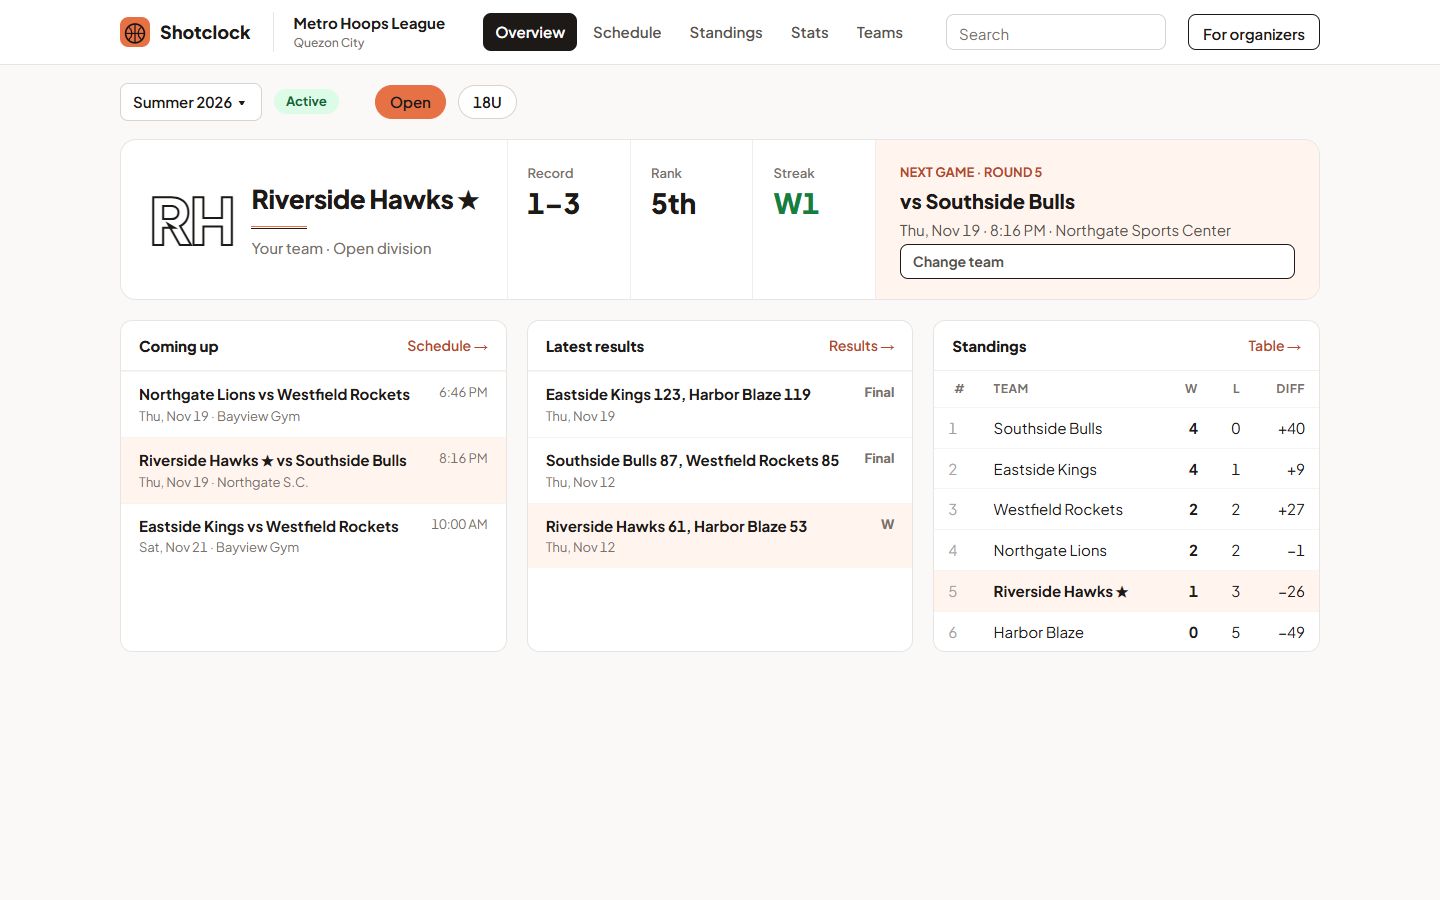 Shotclock
Metro Hoops League
Quezon City
Overview
Schedule
Standings
Stats
Teams
Search
For organizers
Summer 2026 ▾
Active
Open
18U
RH
Riverside Hawks ★
Your team · Open division
Record
1–3
Rank
5th
Streak
W1
NEXT GAME · ROUND 5
vs Southside Bulls
Thu, Nov 19 · 8:16 PM · Northgate Sports Center
Change team
Coming up
Schedule →
Northgate Lions vs Westfield Rockets 6:46 PM
Thu, Nov 19 · Bayview Gym
Riverside Hawks ★ vs Southside Bulls 8:16 PM
Thu, Nov 19 · Northgate S.C.
Eastside Kings vs Westfield Rockets 10:00 AM
Sat, Nov 21 · Bayview Gym
Latest results
Results →
Eastside Kings 123, Harbor Blaze 119 Final
Thu, Nov 19
Southside Bulls 87, Westfield Rockets 85 Final
Thu, Nov 12
Riverside Hawks 61, Harbor Blaze 53 W
Thu, Nov 12
Standings
Table →
# TEAM W L DIFF
1 Southside Bulls 4 0 +40
2 Eastside Kings 4 1 +9
3 Westfield Rockets 2 2 +27
4 Northgate Lions 2 2 −1
5 Riverside Hawks ★ 1 3 −26
6 Harbor Blaze 0 5 −49